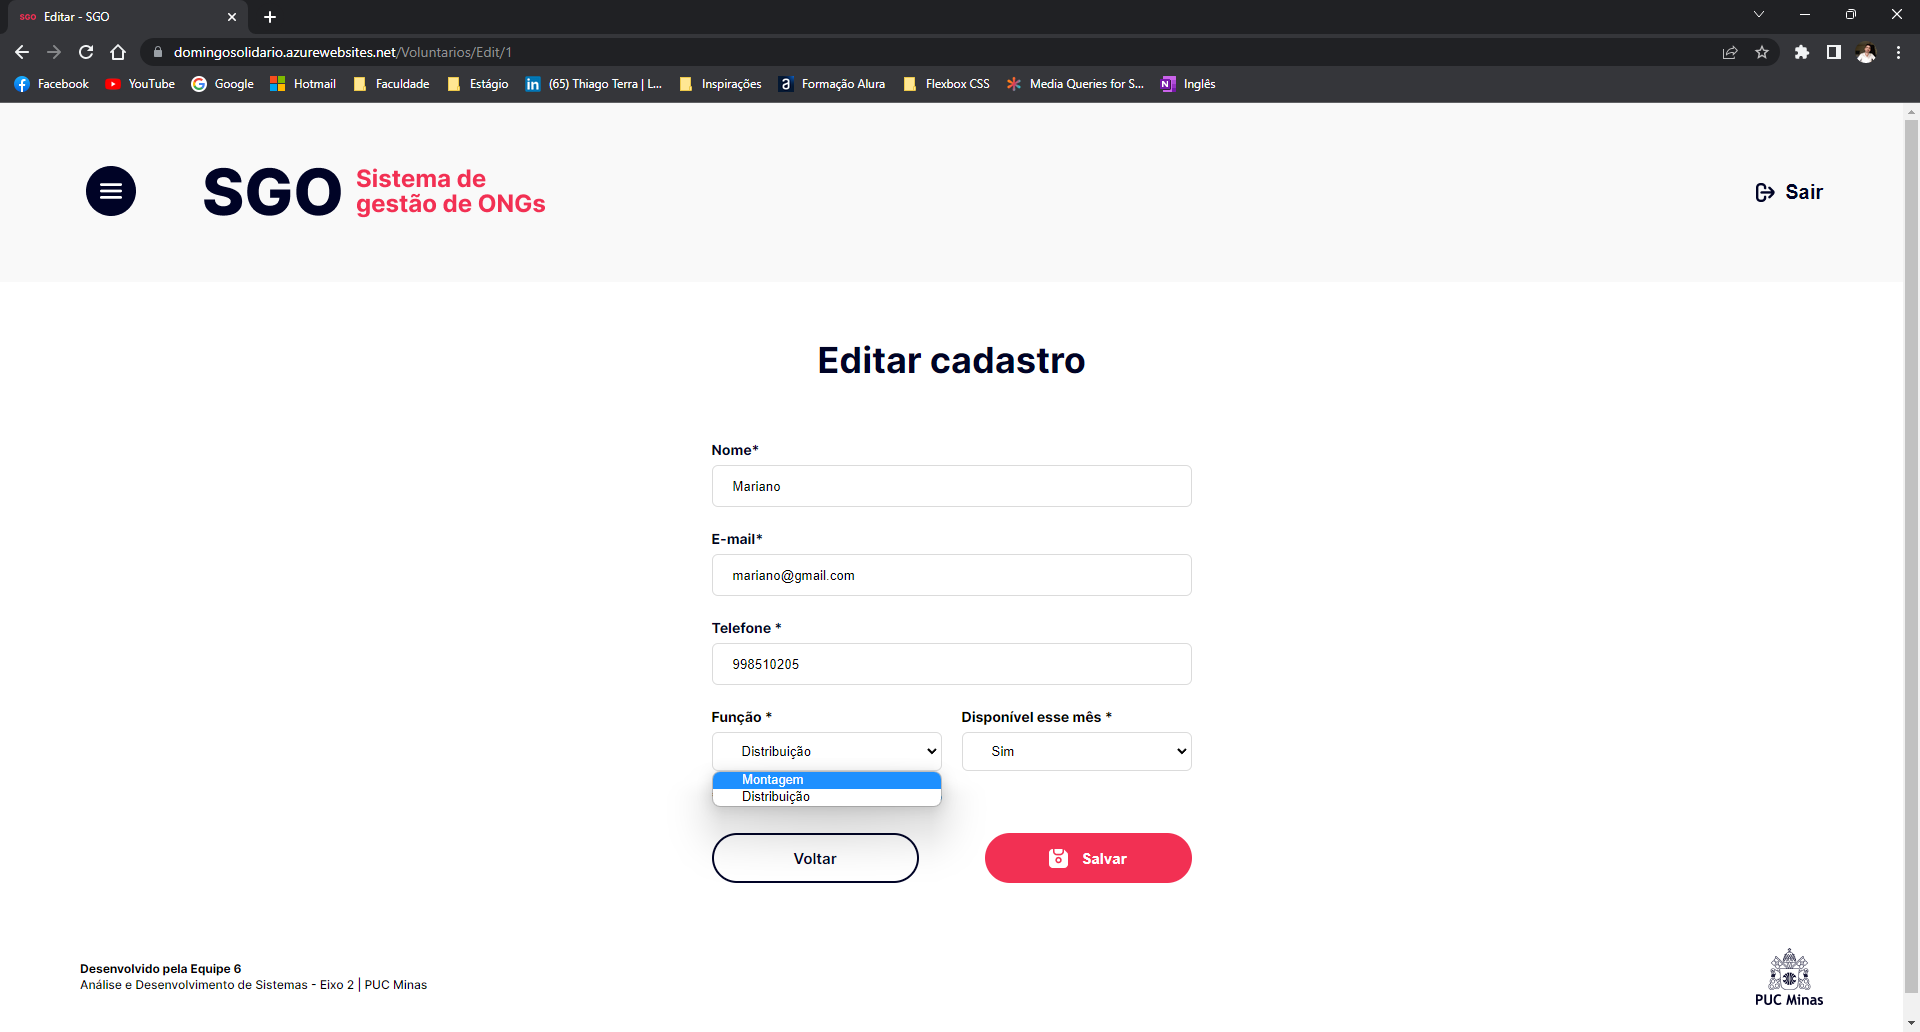 SGO Editar - SGO
domingosolidario.azurewebsites.net/Voluntarios/Edit/1
Facebook YouTube Google Hotmail Faculdade Estágio (65) Thiago Terra | L... Inspirações Formação Alura Flexbox CSS Media Queries for S... Inglês
SGO
Sistema de
gestão de ONGs
Sair
Editar cadastro
Nome*
Mariano
E-mail*
mariano@gmail.com
Telefone *
998510205
Função * Disponível esse mês *
Distribuição Sim
Montagem
Distribuição
Voltar Salvar
Desenvolvido pela Equipe 6
Análise e Desenvolvimento de Sistemas - Eixo 2 | PUC Minas
PUC Minas